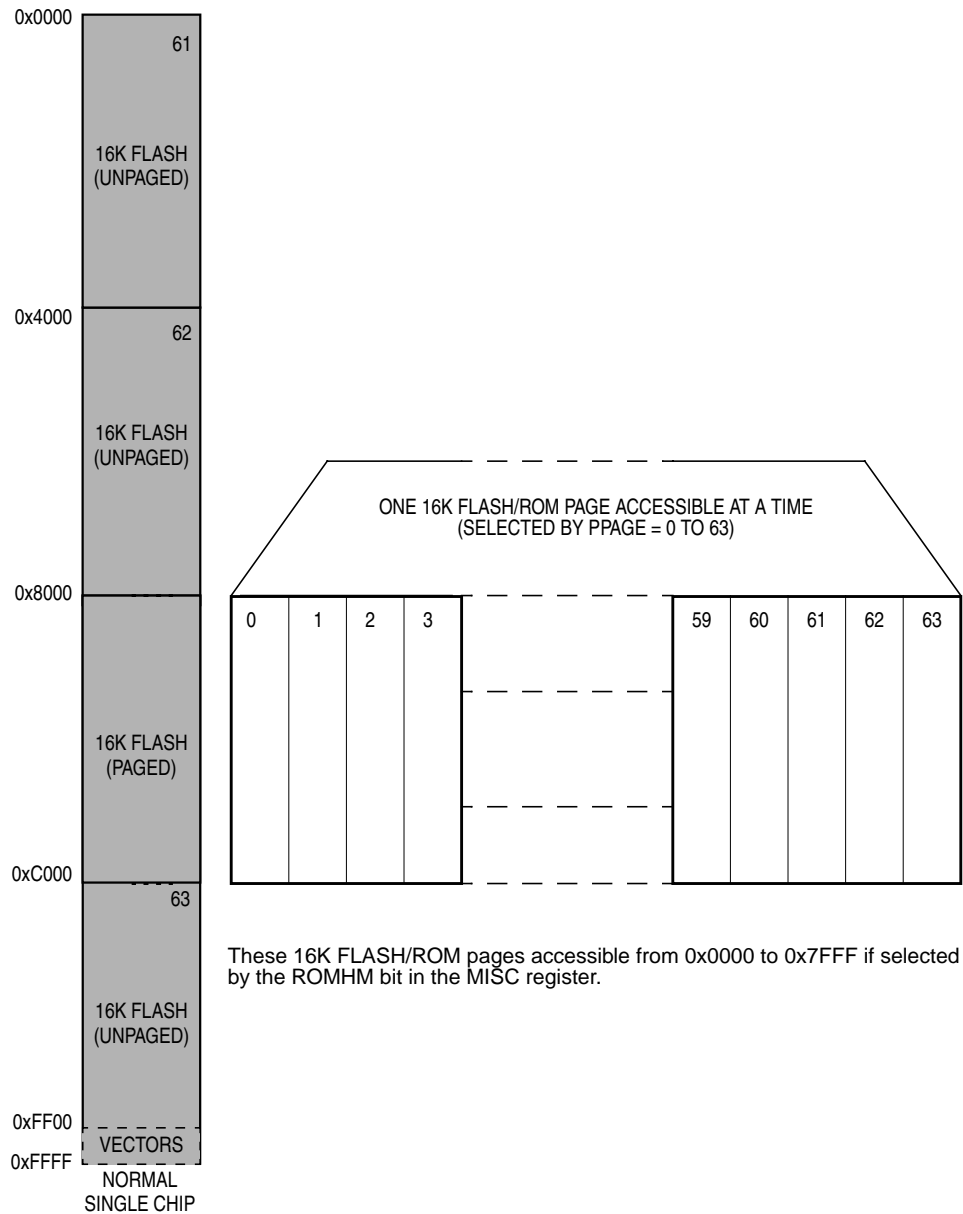 0x0000
61
16K FLASH
(UNPAGED)
0x4000
62
16K FLASH
(UNPAGED)
ONE 16K FLASH/ROM PAGE ACCESSIBLE AT A TIME
(SELECTED BY PPAGE = 0 TO 63)
0x8000
0 1 2 3 59 60 61 62 63
16K FLASH
(PAGED)
0xC000
63
These 16K FLASH/ROM pages accessible from 0x0000 to 0x7FFF if selected
by the ROMHM bit in the MISC register.
16K FLASH
(UNPAGED)
0xFF00
VECTORS
0xFFFF
NORMAL
SINGLE CHIP